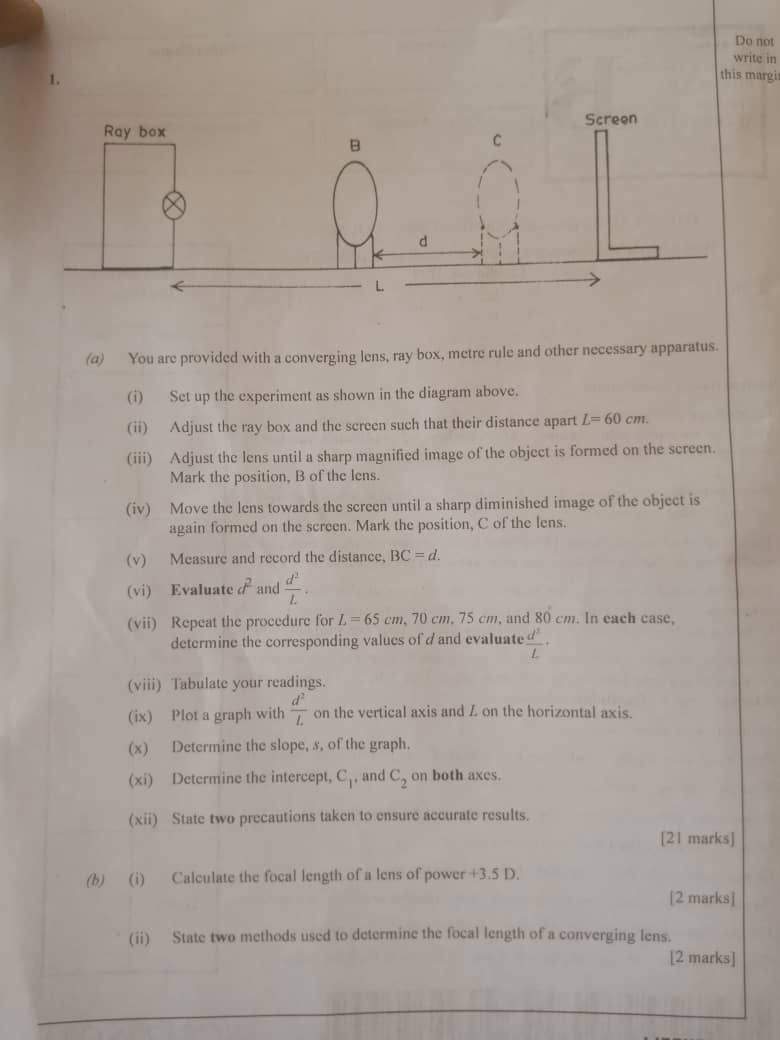 Do not
write in
this margi
1.
Ray box
B
C
Screen
d
L
(a) You are provided with a converging lens, ray box, metre rule and other necessary apparatus.
(i) Set up the experiment as shown in the diagram above.
(ii) Adjust the ray box and the screen such that their distance apart L= 60 cm.
(iii) Adjust the lens until a sharp magnified image of the object is formed on the screen.
Mark the position, B of the lens.
(iv) Move the lens towards the screen until a sharp diminished image of the object is
again formed on the screen. Mark the position, C of the lens.
(v) Measure and record the distance, BC = d.
(vi) Evaluate d² and d²/L .
(vii) Repeat the procedure for L = 65 cm, 70 cm, 75 cm, and 80 cm. In each case,
determine the corresponding values of d and evaluate d²/L .
(viii) Tabulate your readings.
(ix) Plot a graph with d²/L on the vertical axis and L on the horizontal axis.
(x) Determine the slope, s, of the graph.
(xi) Determine the intercept, C₁, and C₂ on both axes.
(xii) State two precautions taken to ensure accurate results.
[21 marks]
(b) (i) Calculate the focal length of a lens of power +3.5 D.
[2 marks]
(ii) State two methods used to determine the focal length of a converging lens.
[2 marks]